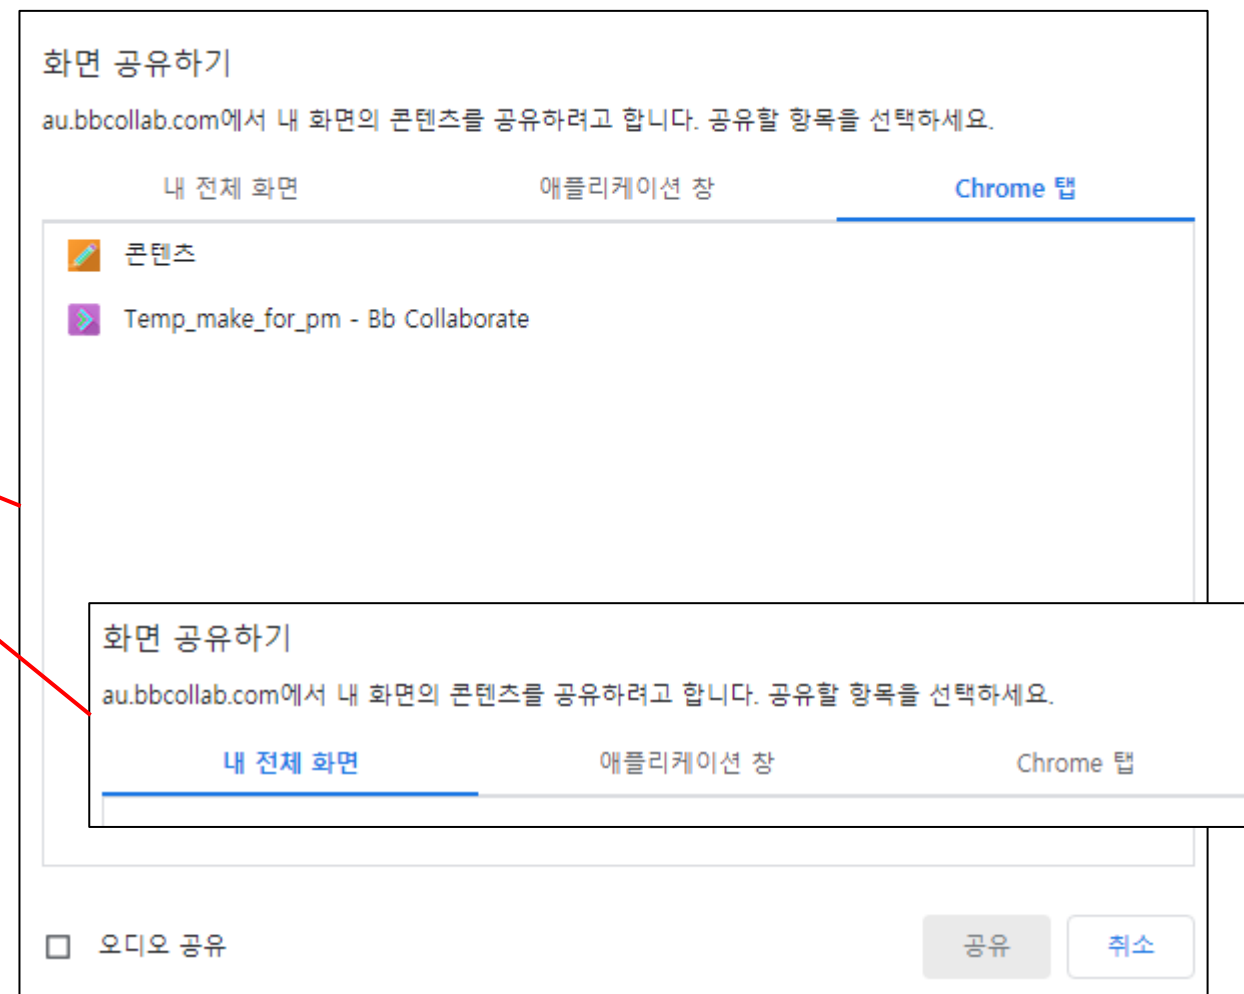 화면 공유하기
au.bbcollab.com에서 내 화면의 콘텐츠를 공유하려고 합니다. 공유할 항목을 선택하세요.
내 전체 화면 애플리케이션 창 Chrome 탭
콘텐츠
Temp_make_for_pm - Bb Collaborate
화면 공유하기
au.bbcollab.com에서 내 화면의 콘텐츠를 공유하려고 합니다. 공유할 항목을 선택하세요.
내 전체 화면 애플리케이션 창 Chrome 탭
오디오 공유 공유 취소